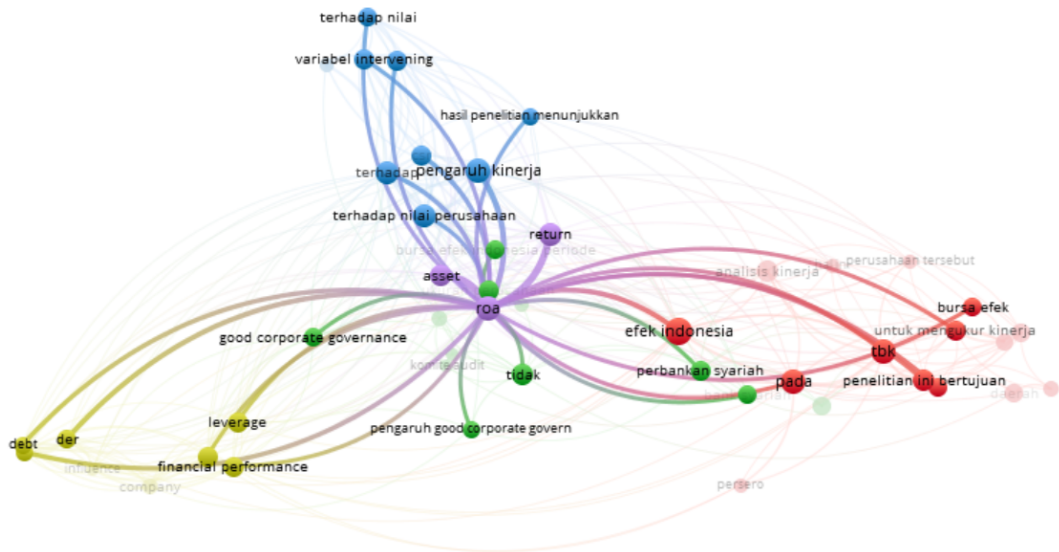 terhadap nilai
variabel intervening
hasil penelitian menunjukkan
terhadap
pengaruh kinerja
terhadap nilai perusahaan
return
bursa efek indonesia periode
asset
analisis kinerja
perusahaan tersebut
roa
bursa efek
good corporate governance
efek indonesia
untuk mengukur kinerja
tbk
komite audit
tidak
perbankan syariah
pada
penelitian ini bertujuan
daerah
leverage
pengaruh good corporate govern
debt
der
influence
financial performance
company
persero